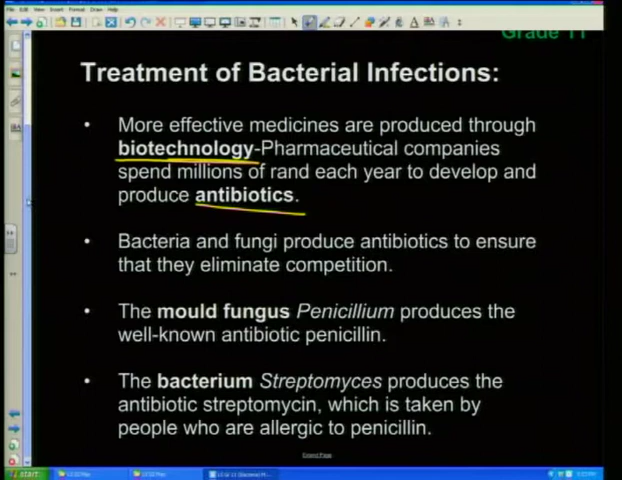 Grade 11
Treatment of Bacterial Infections:
• More effective medicines are produced through
biotechnology-Pharmaceutical companies
spend millions of rand each year to develop and
produce antibiotics.
• Bacteria and fungi produce antibiotics to ensure
that they eliminate competition.
• The mould fungus Penicillium produces the
well-known antibiotic penicillin.
• The bacterium Streptomyces produces the
antibiotic streptomycin, which is taken by
people who are allergic to penicillin.
Extend Page
START